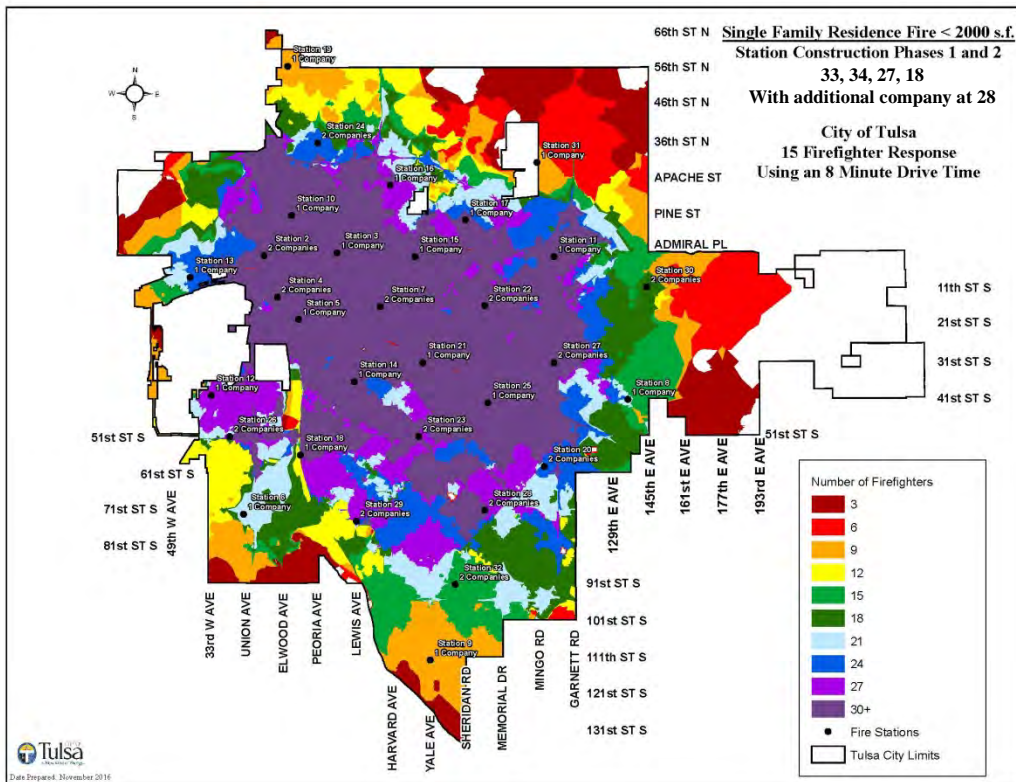 66th ST N
Single Family Residence Fire < 2000 s.f.
Station Construction Phases 1 and 2
33, 34, 27, 18
With additional company at 28
City of Tulsa
15 Firefighter Response
Using an 8 Minute Drive Time
56th ST N
46th ST N
36th ST N
APACHE ST
PINE ST
ADMIRAL PL
N
W
E
S
Station 19
1 Company
Station 24
2 Companies
Station 31
1 Company
Station 16
1 Company
Station 10
1 Company
Station 17
1 Company
Station 2
2 Companies
Station 3
1 Company
Station 15
1 Company
Station 11
1 Company
Station 13
1 Company
Station 30
2 Companies
Station 4
2 Companies
Station 5
1 Company
Station 7
2 Companies
Station 22
2 Companies
11th ST S
21st ST S
31st ST S
41st ST S
51st ST S
Station 21
1 Company
Station 27
2 Companies
Station 14
1 Company
Station 12
1 Company
Station 25
1 Company
Station 8
1 Company
Station 26
2 Companies
Station 23
2 Companies
Station 18
1 Company
Station 20
2 Companies
Station 6
1 Company
Station 29
2 Companies
Station 28
2 Companies
Station 32
2 Companies
Station 9
1 Company
51st ST S
61st ST S
71st ST S
81st ST S
49th W AVE
33rd W AVE
UNION AVE
ELWOOD AVE
PEORIA AVE
LEWIS AVE
HARVARD AVE
YALE AVE
SHERIDAN RD
MEMORIAL DR
MINGO RD
GARNETT RD
129th E AVE
145th E AVE
161st E AVE
177th E AVE
193rd E AVE
91st ST S
101st ST S
111th ST S
121st ST S
131st ST S
Number of Firefighters
3
6
9
12
15
18
21
24
27
30+
Fire Stations
Tulsa City Limits
Tulsa
Date Prepared: November 2016